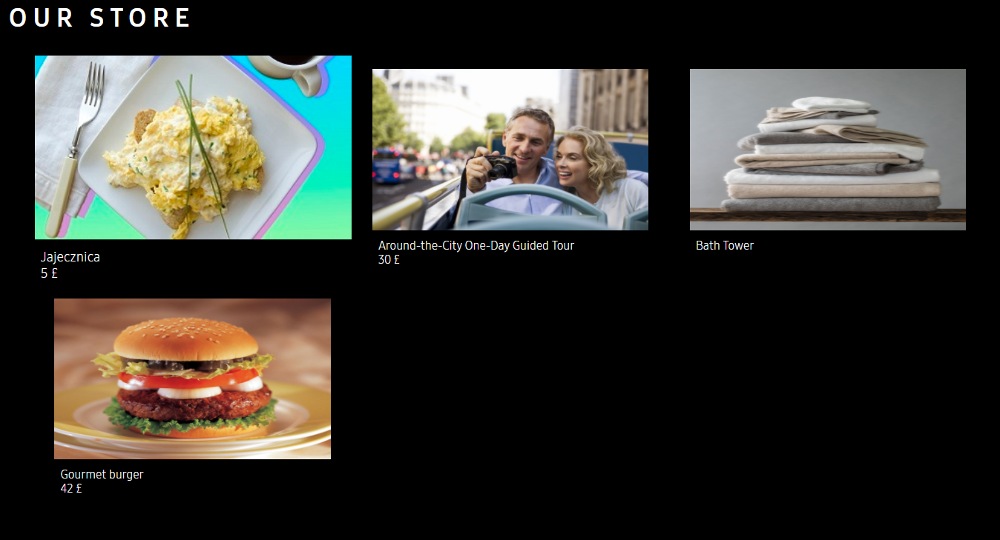 OUR STORE
Jajecznica
5 £
Around-the-City One-Day Guided Tour
30 £
Bath Tower
Gourmet burger
42 £